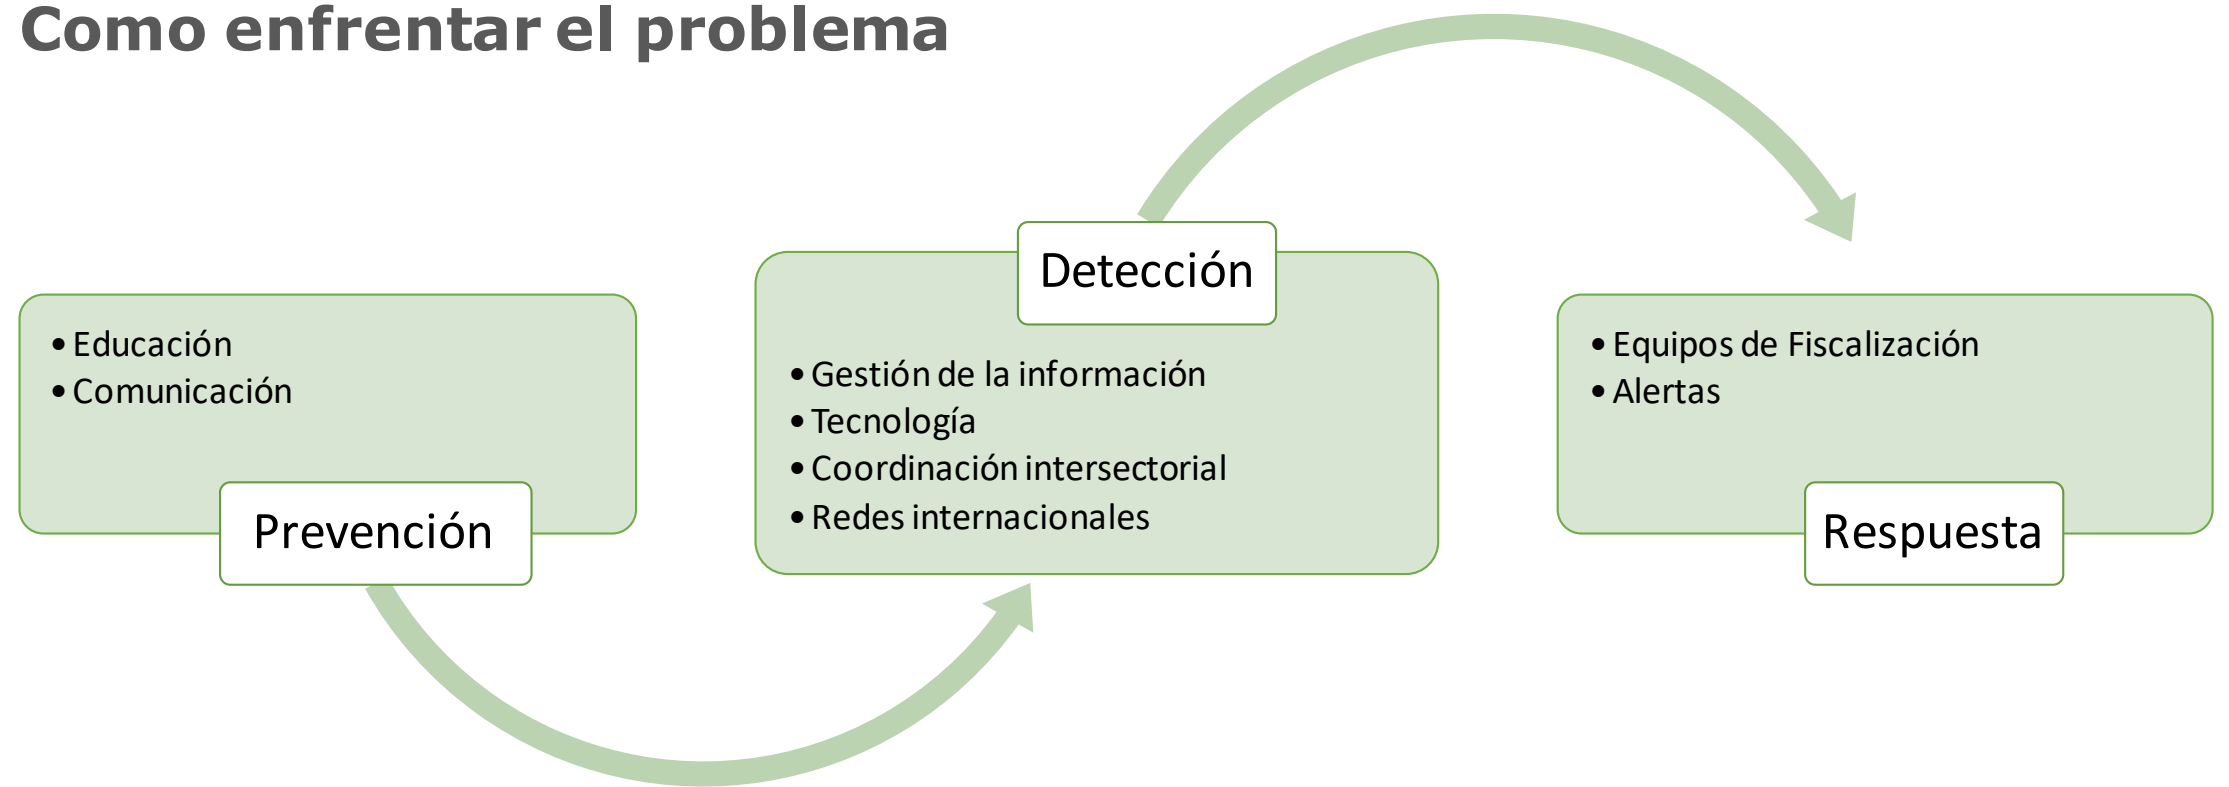 Como enfrentar el problema
• Educación
• Comunicación
Prevención
Detección
• Gestión de la información
• Tecnología
• Coordinación intersectorial
• Redes internacionales
• Equipos de Fiscalización
• Alertas
Respuesta